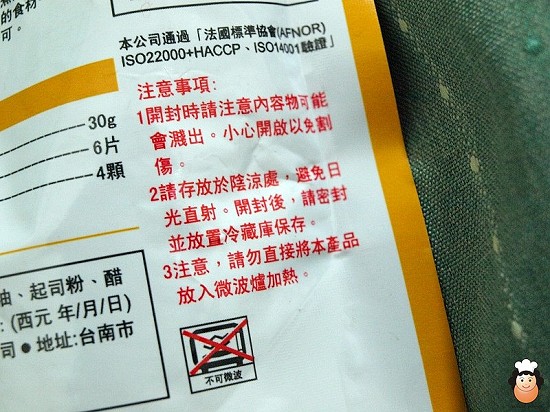 的食材
可。
本公司通過「法國標準協會(AFNOR)
ISO22000+HACCP、ISO14001驗證」
注意事項:
1開封時請注意內容物可能
會濺出。小心開啟以免割
傷。
2請存放於陰涼處，避免日
光直射。開封後，請密封
並放置冷藏庫保存。
3注意，請勿直接將本產品
放入微波爐加熱。
30g
6片
4顆
油、起司粉、醋
: (西元 年/月/日)
司●地址:台南市
不可微波